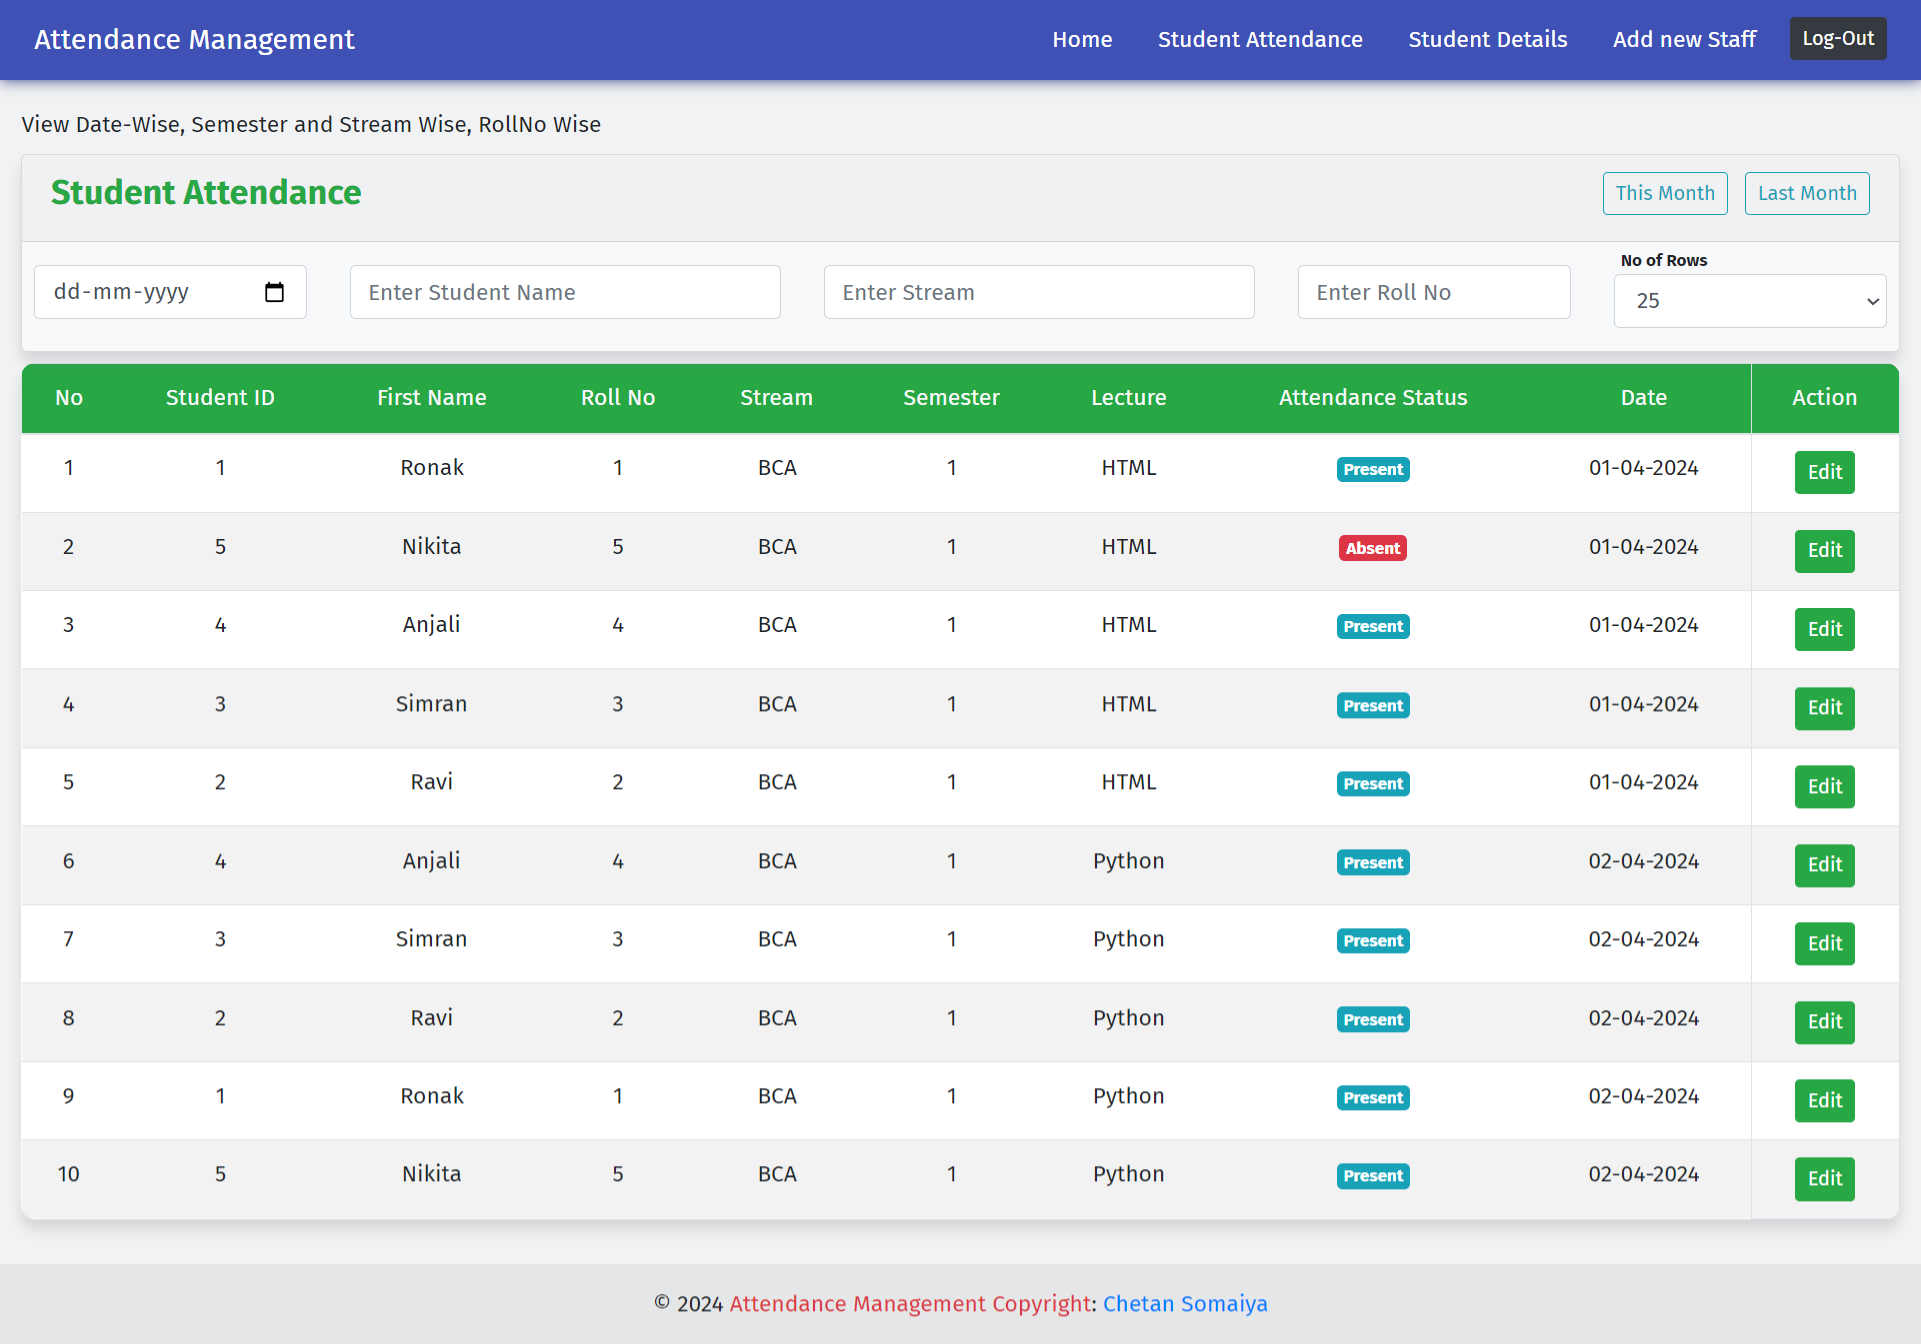 Attendance Management Home Student Attendance Student Details Add new Staff Log-Out
View Date-Wise, Semester and Stream Wise, RollNo Wise
Student Attendance This Month Last Month
No of Rows
dd-mm-yyyy Enter Student Name Enter Stream Enter Roll No 25
No Student ID First Name Roll No Stream Semester Lecture Attendance Status Date Action
1 1 Ronak 1 BCA 1 HTML Present 01-04-2024 Edit
2 5 Nikita 5 BCA 1 HTML Absent 01-04-2024 Edit
3 4 Anjali 4 BCA 1 HTML Present 01-04-2024 Edit
4 3 Simran 3 BCA 1 HTML Present 01-04-2024 Edit
5 2 Ravi 2 BCA 1 HTML Present 01-04-2024 Edit
6 4 Anjali 4 BCA 1 Python Present 02-04-2024 Edit
7 3 Simran 3 BCA 1 Python Present 02-04-2024 Edit
8 2 Ravi 2 BCA 1 Python Present 02-04-2024 Edit
9 1 Ronak 1 BCA 1 Python Present 02-04-2024 Edit
10 5 Nikita 5 BCA 1 Python Present 02-04-2024 Edit
© 2024 Attendance Management Copyright: Chetan Somaiya